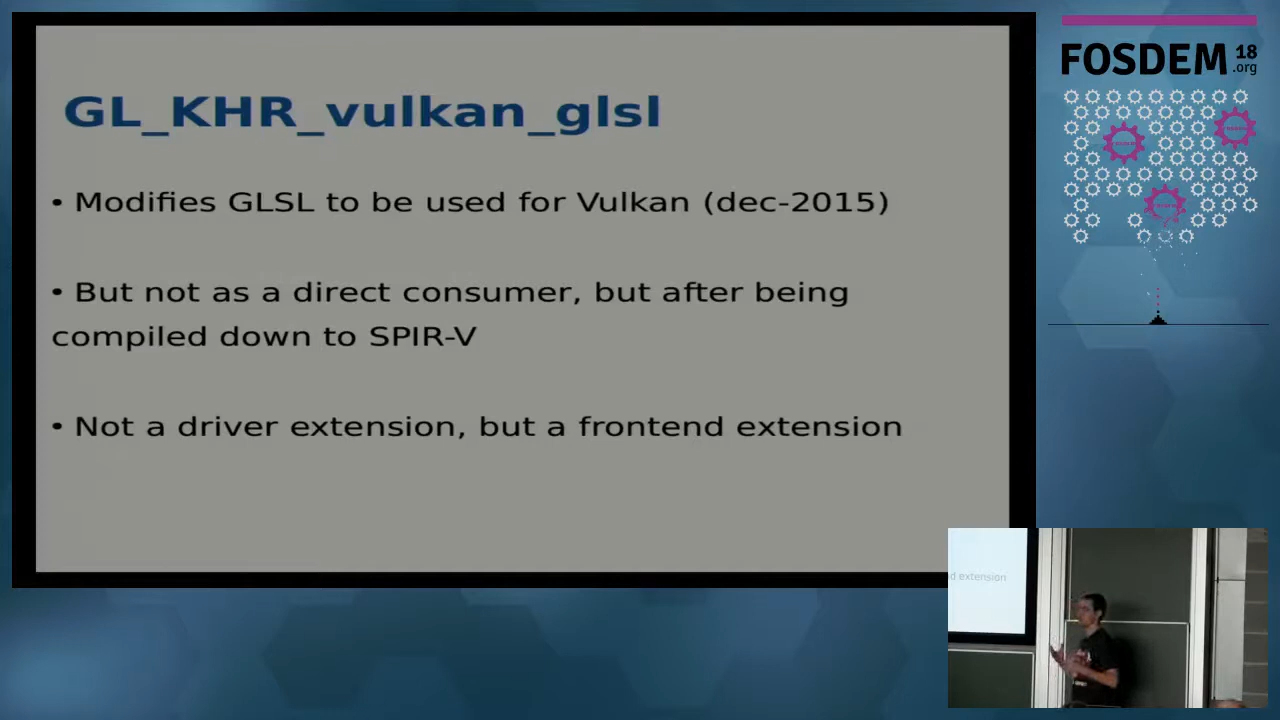 GL_KHR_vulkan_glsl
• Modifies GLSL to be used for Vulkan (dec-2015)
• But not as a direct consumer, but after being
compiled down to SPIR-V
• Not a driver extension, but a frontend extension
FOSDEM 18
.org
d extension